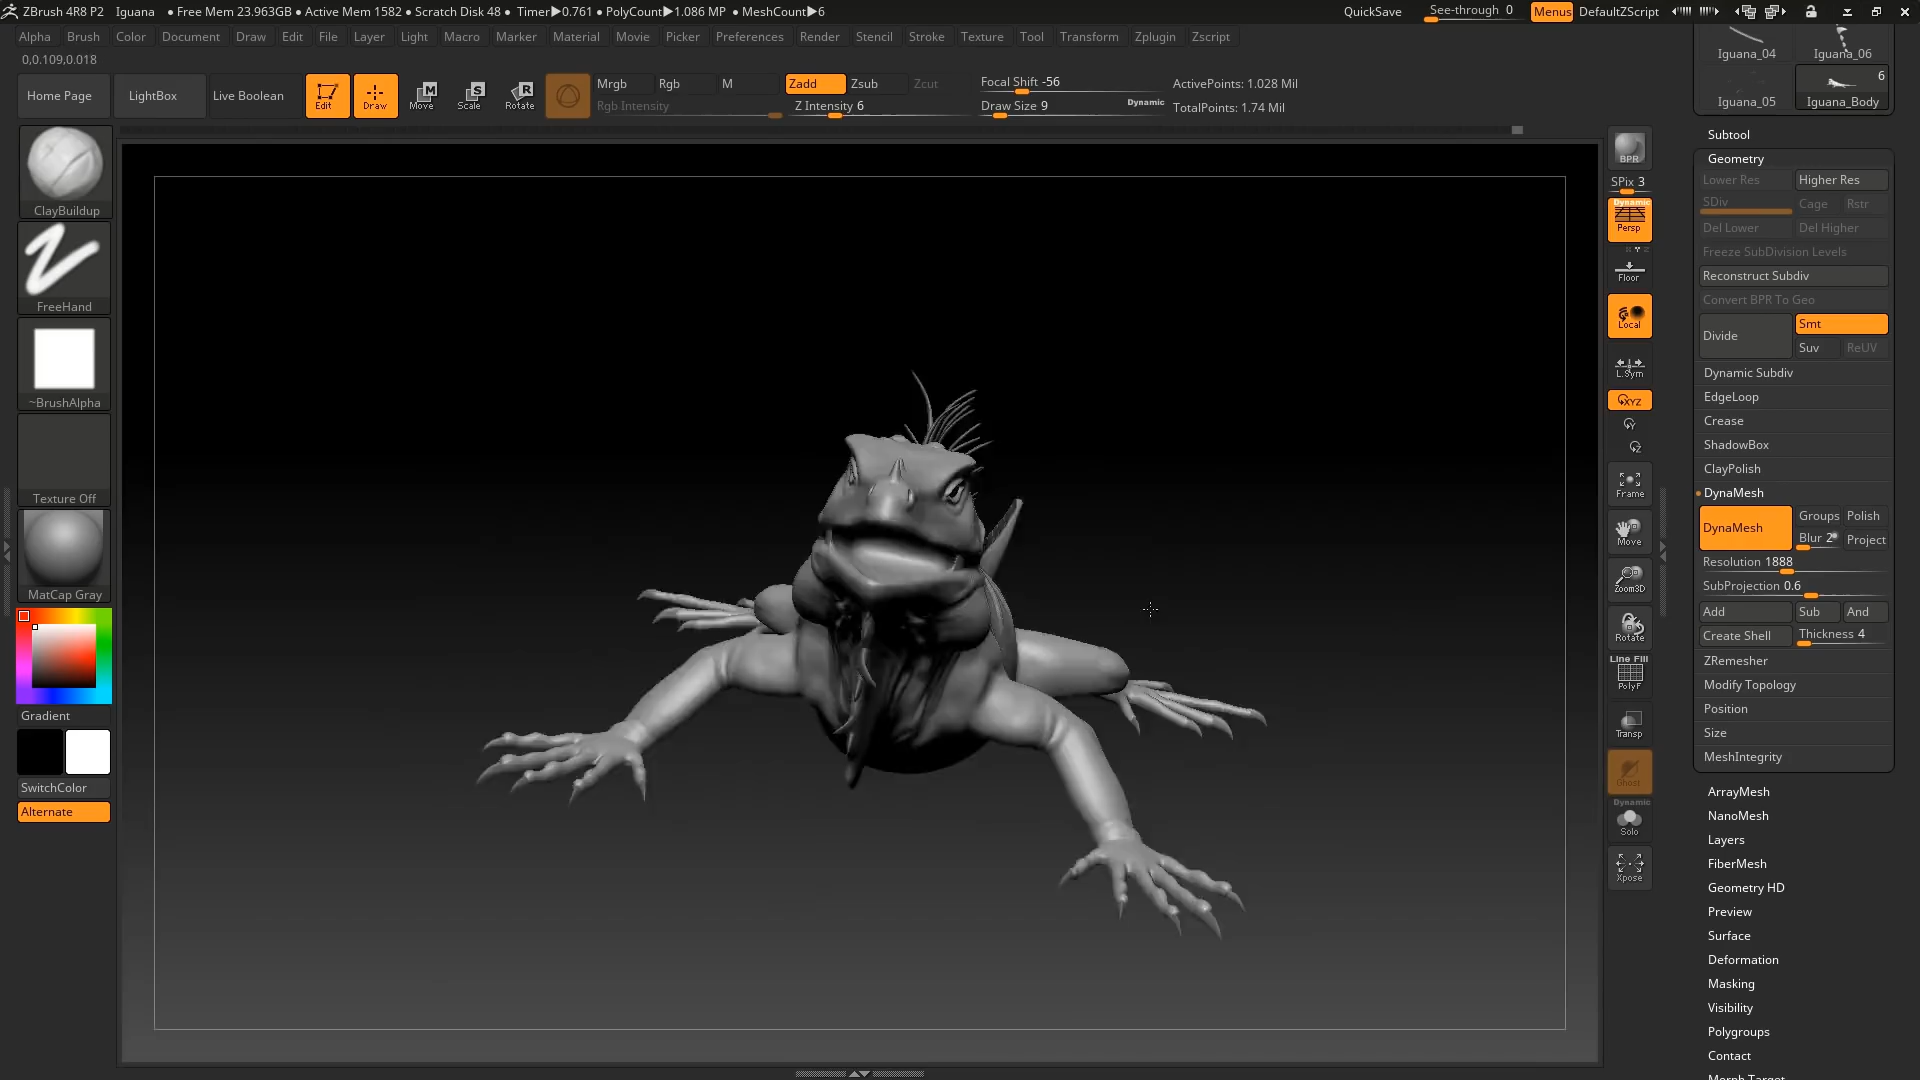 ZBrush 4R8 P2 Iguana • Free Mem 23.963GB • Active Mem 1582 • Scratch Disk 48 • Timer▶0.761 • PolyCount▶1.086 MP • MeshCount▶6 QuickSave See-through 0 Menus DefaultZScript
Alpha Brush Color Document Draw Edit File Layer Light Macro Marker Material Movie Picker Preferences Render Stencil Stroke Texture Tool Transform Zplugin Zscript
0,0.109,0.018
Home Page LightBox Live Boolean Edit Draw Move Scale Rotate
Mrgb Rgb M Zadd Zsub Zcut Focal Shift -56 ActivePoints: 1.028 Mil
Rgb Intensity Z Intensity 6 Draw Size 9 Dynamic TotalPoints: 1.74 Mil
ClayBuildup
FreeHand
~BrushAlpha
Texture Off
MatCap Gray
Gradient
SwitchColor
Alternate
BPR
SPix 3
Dynamic
Persp
Floor
Local
L.Sym
XYZ
Y
Z
Frame
Move
Zoom3D
Rotate
Line Fill
PolyF
Transp
Ghost
Dynamic
Solo
Xpose
Iguana_04 Iguana_06
6
Iguana_05 Iguana_Body
Subtool
Geometry
Lower Res Higher Res
SDiv Cage Rstr
Del Lower Del Higher
Freeze SubDivision Levels
Reconstruct Subdiv
Convert BPR To Geo
Divide Smt
Suv ReUV
Dynamic Subdiv
EdgeLoop
Crease
ShadowBox
ClayPolish
DynaMesh
DynaMesh Groups Polish
Blur 2 Project
Resolution 1888
SubProjection 0.6
Add Sub And
Create Shell Thickness 4
ZRemesher
Modify Topology
Position
Size
MeshIntegrity
ArrayMesh
NanoMesh
Layers
FiberMesh
Geometry HD
Preview
Surface
Deformation
Masking
Visibility
Polygroups
Contact
Morph Target